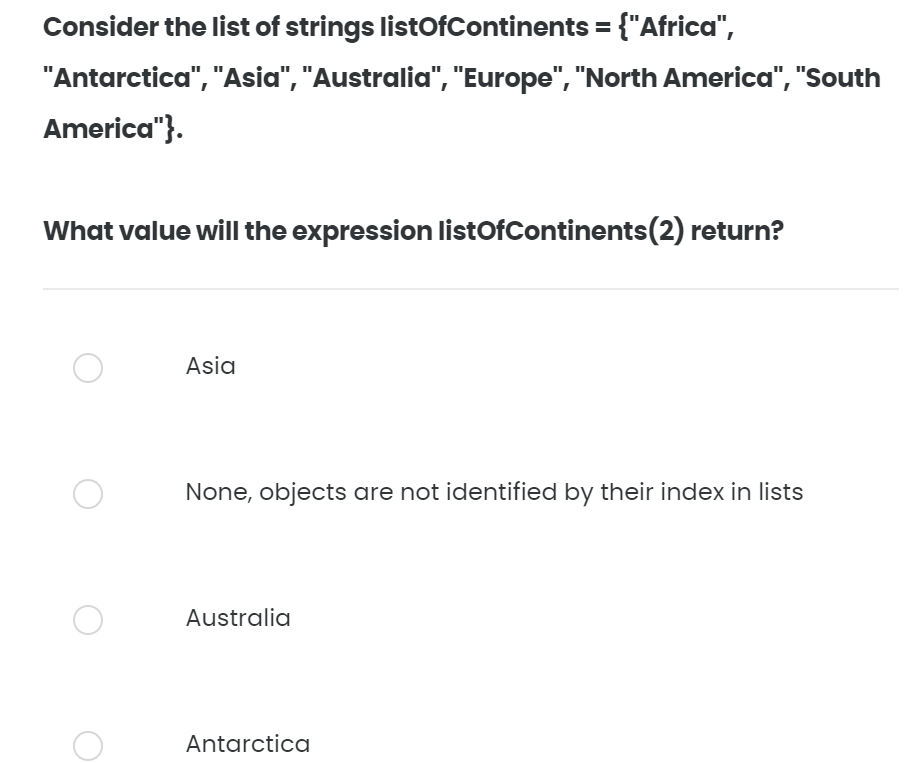 Consider the list of strings listOfContinents = {"Africa",
"Antarctica", "Asia", "Australia", "Europe", "North America", "South
America"}.
What value will the expression listOfContinents(2) return?
Asia
None, objects are not identified by their index in lists
Australia
Antarctica